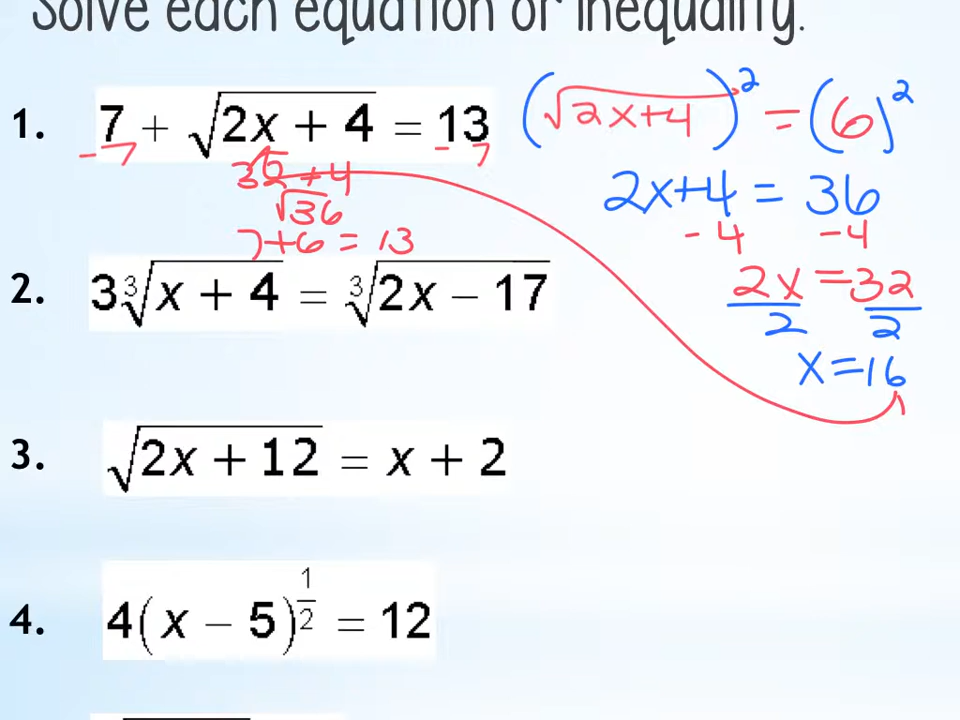 Solve each equation or inequality.
1. 7 + √(2x + 4) = 13
-7 -7
32 + 4
√36
7+6 = 13
(√(2x+4))² = (6)²
2x+4 = 36
-4 -4
2x = 32
2 2
x = 16
2. 3∛(x + 4) = ∛(2x − 17)
3. √(2x + 12) = x + 2
4. 4(x − 5)^(1/2) = 12